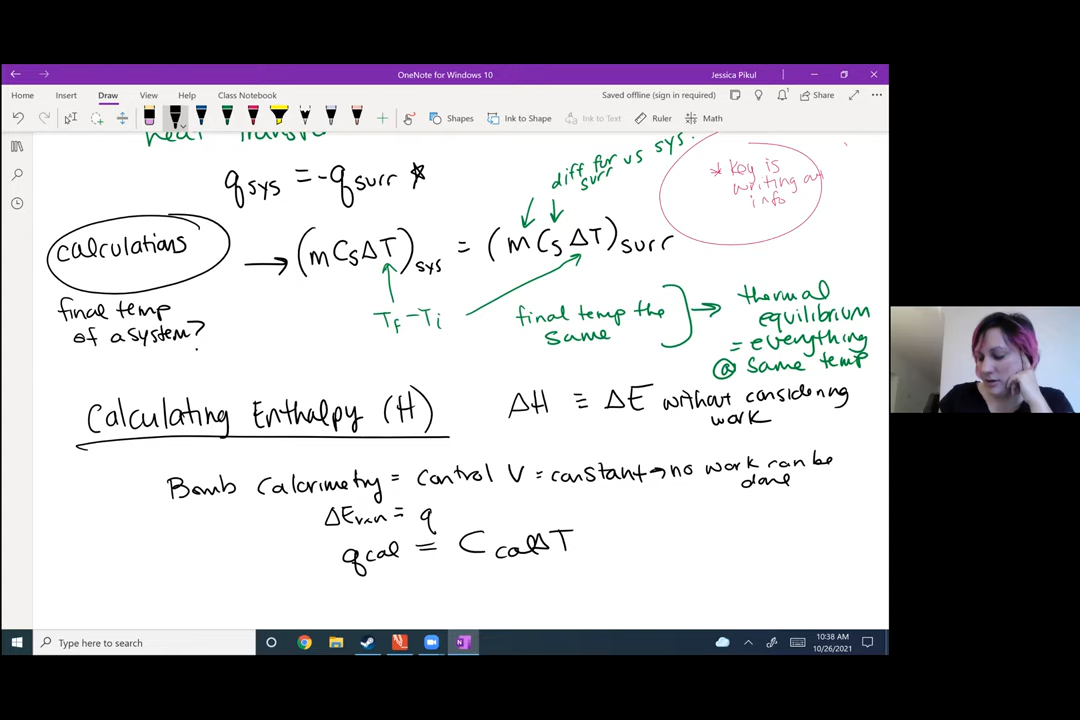 OneNote for Windows 10
Jessica Pikul
Home Insert Draw View Help Class Notebook
Saved offline (sign in required)
Share
Shapes
Ink to Shape
Ink to Text
Ruler
Math
heat transfer
qsys = -qsurr *
diff for vs sys.
surr
* Key is
writing out
info
calculations
→ (mCsΔT)sys = (mCsΔT)surr
final temp
of a system?
TF - Ti
final temp the
same
→ thermal
equilibrium
= everything
@ same temp
Calculating Enthalpy (H)
ΔH ≡ ΔE without considering
work
Bomb Calorimetry = control V = constant → no work can be
done
ΔErxn = q
qcal = CcalΔT
Type here to search
10:38 AM
10/26/2021